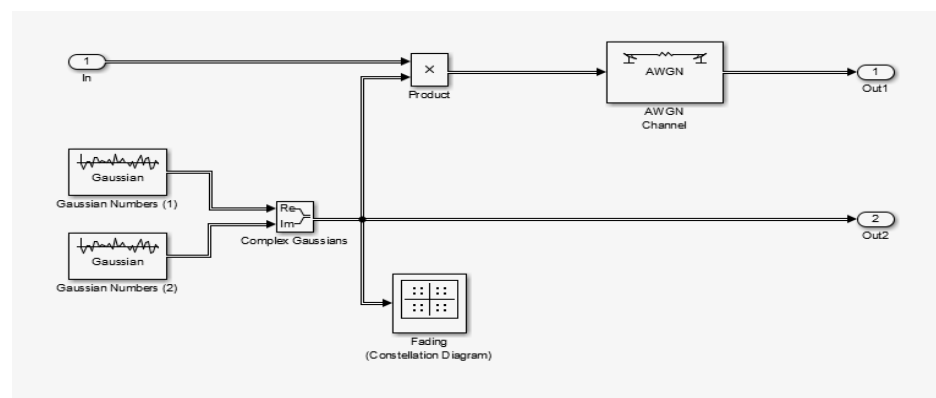 1
In
×
Product
AWGN
AWGN
Channel
1
Out1
Gaussian
Gaussian Numbers (1)
Re
Im
Complex Gaussians
2
Out2
Gaussian
Gaussian Numbers (2)
Fading
(Constellation Diagram)